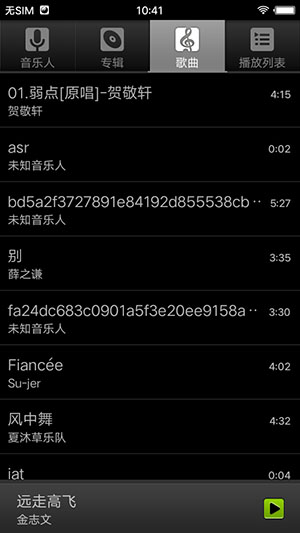 无SIM
10:41
音乐人
专辑
歌曲
播放列表
01.弱点[原唱]-贺敬轩
4:15
贺敬轩
asr
0:02
未知音乐人
bd5a2f3727891e84192d855538cb··
5:27
未知音乐人
别
3:35
薛之谦
fa24dc683c0901a5f3e20ee9158a··
3:30
未知音乐人
Fiancée
4:02
Su-jer
风中舞
4:32
夏沐草乐队
iat
0:04
远走高飞
金志文